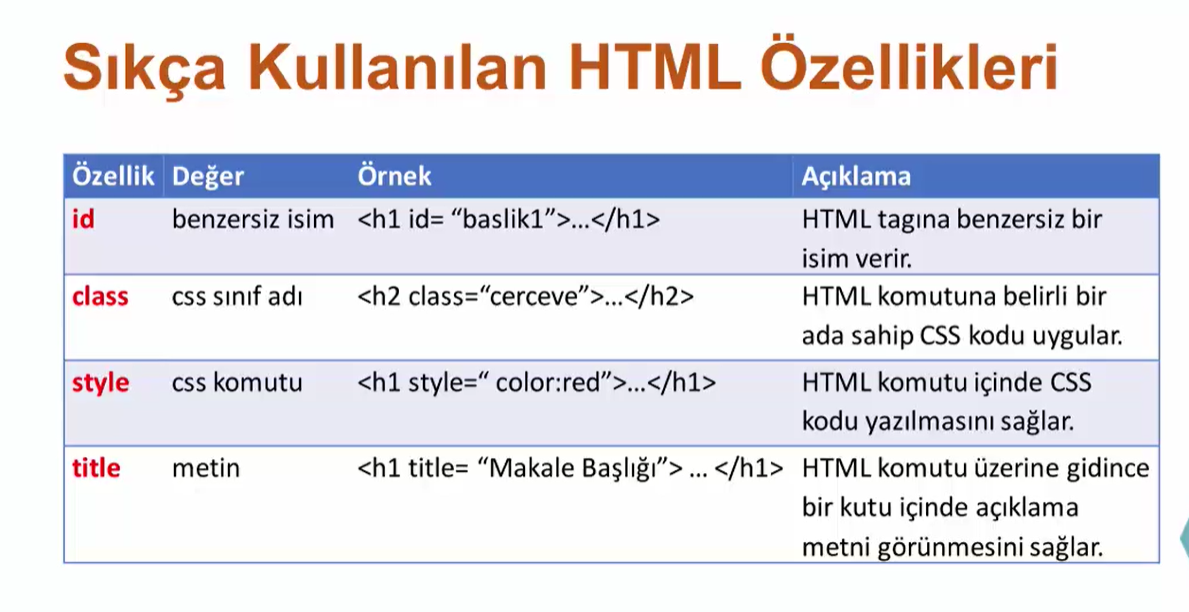 Sıkça Kullanılan HTML Özellikleri
Özellik Değer Örnek Açıklama
id benzersiz isim <h1 id= “baslik1”>...</h1> HTML tagına benzersiz bir
isim verir.
class css sınıf adı <h2 class=“cerceve”>...</h2> HTML komutuna belirli bir
ada sahip CSS kodu uygular.
style css komutu <h1 style=“ color:red”>...</h1> HTML komutu içinde CSS
kodu yazılmasını sağlar.
title metin <h1 title= “Makale Başlığı”> ... </h1> HTML komutu üzerine gidince
bir kutu içinde açıklama
metni görünmesini sağlar.